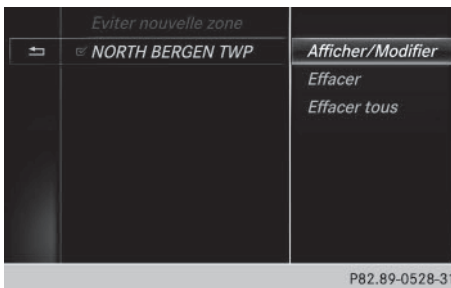 Eviter nouvelle zone
NORTH BERGEN TWP
Afficher/Modifier
Effacer
Effacer tous
P82.89-0528-31